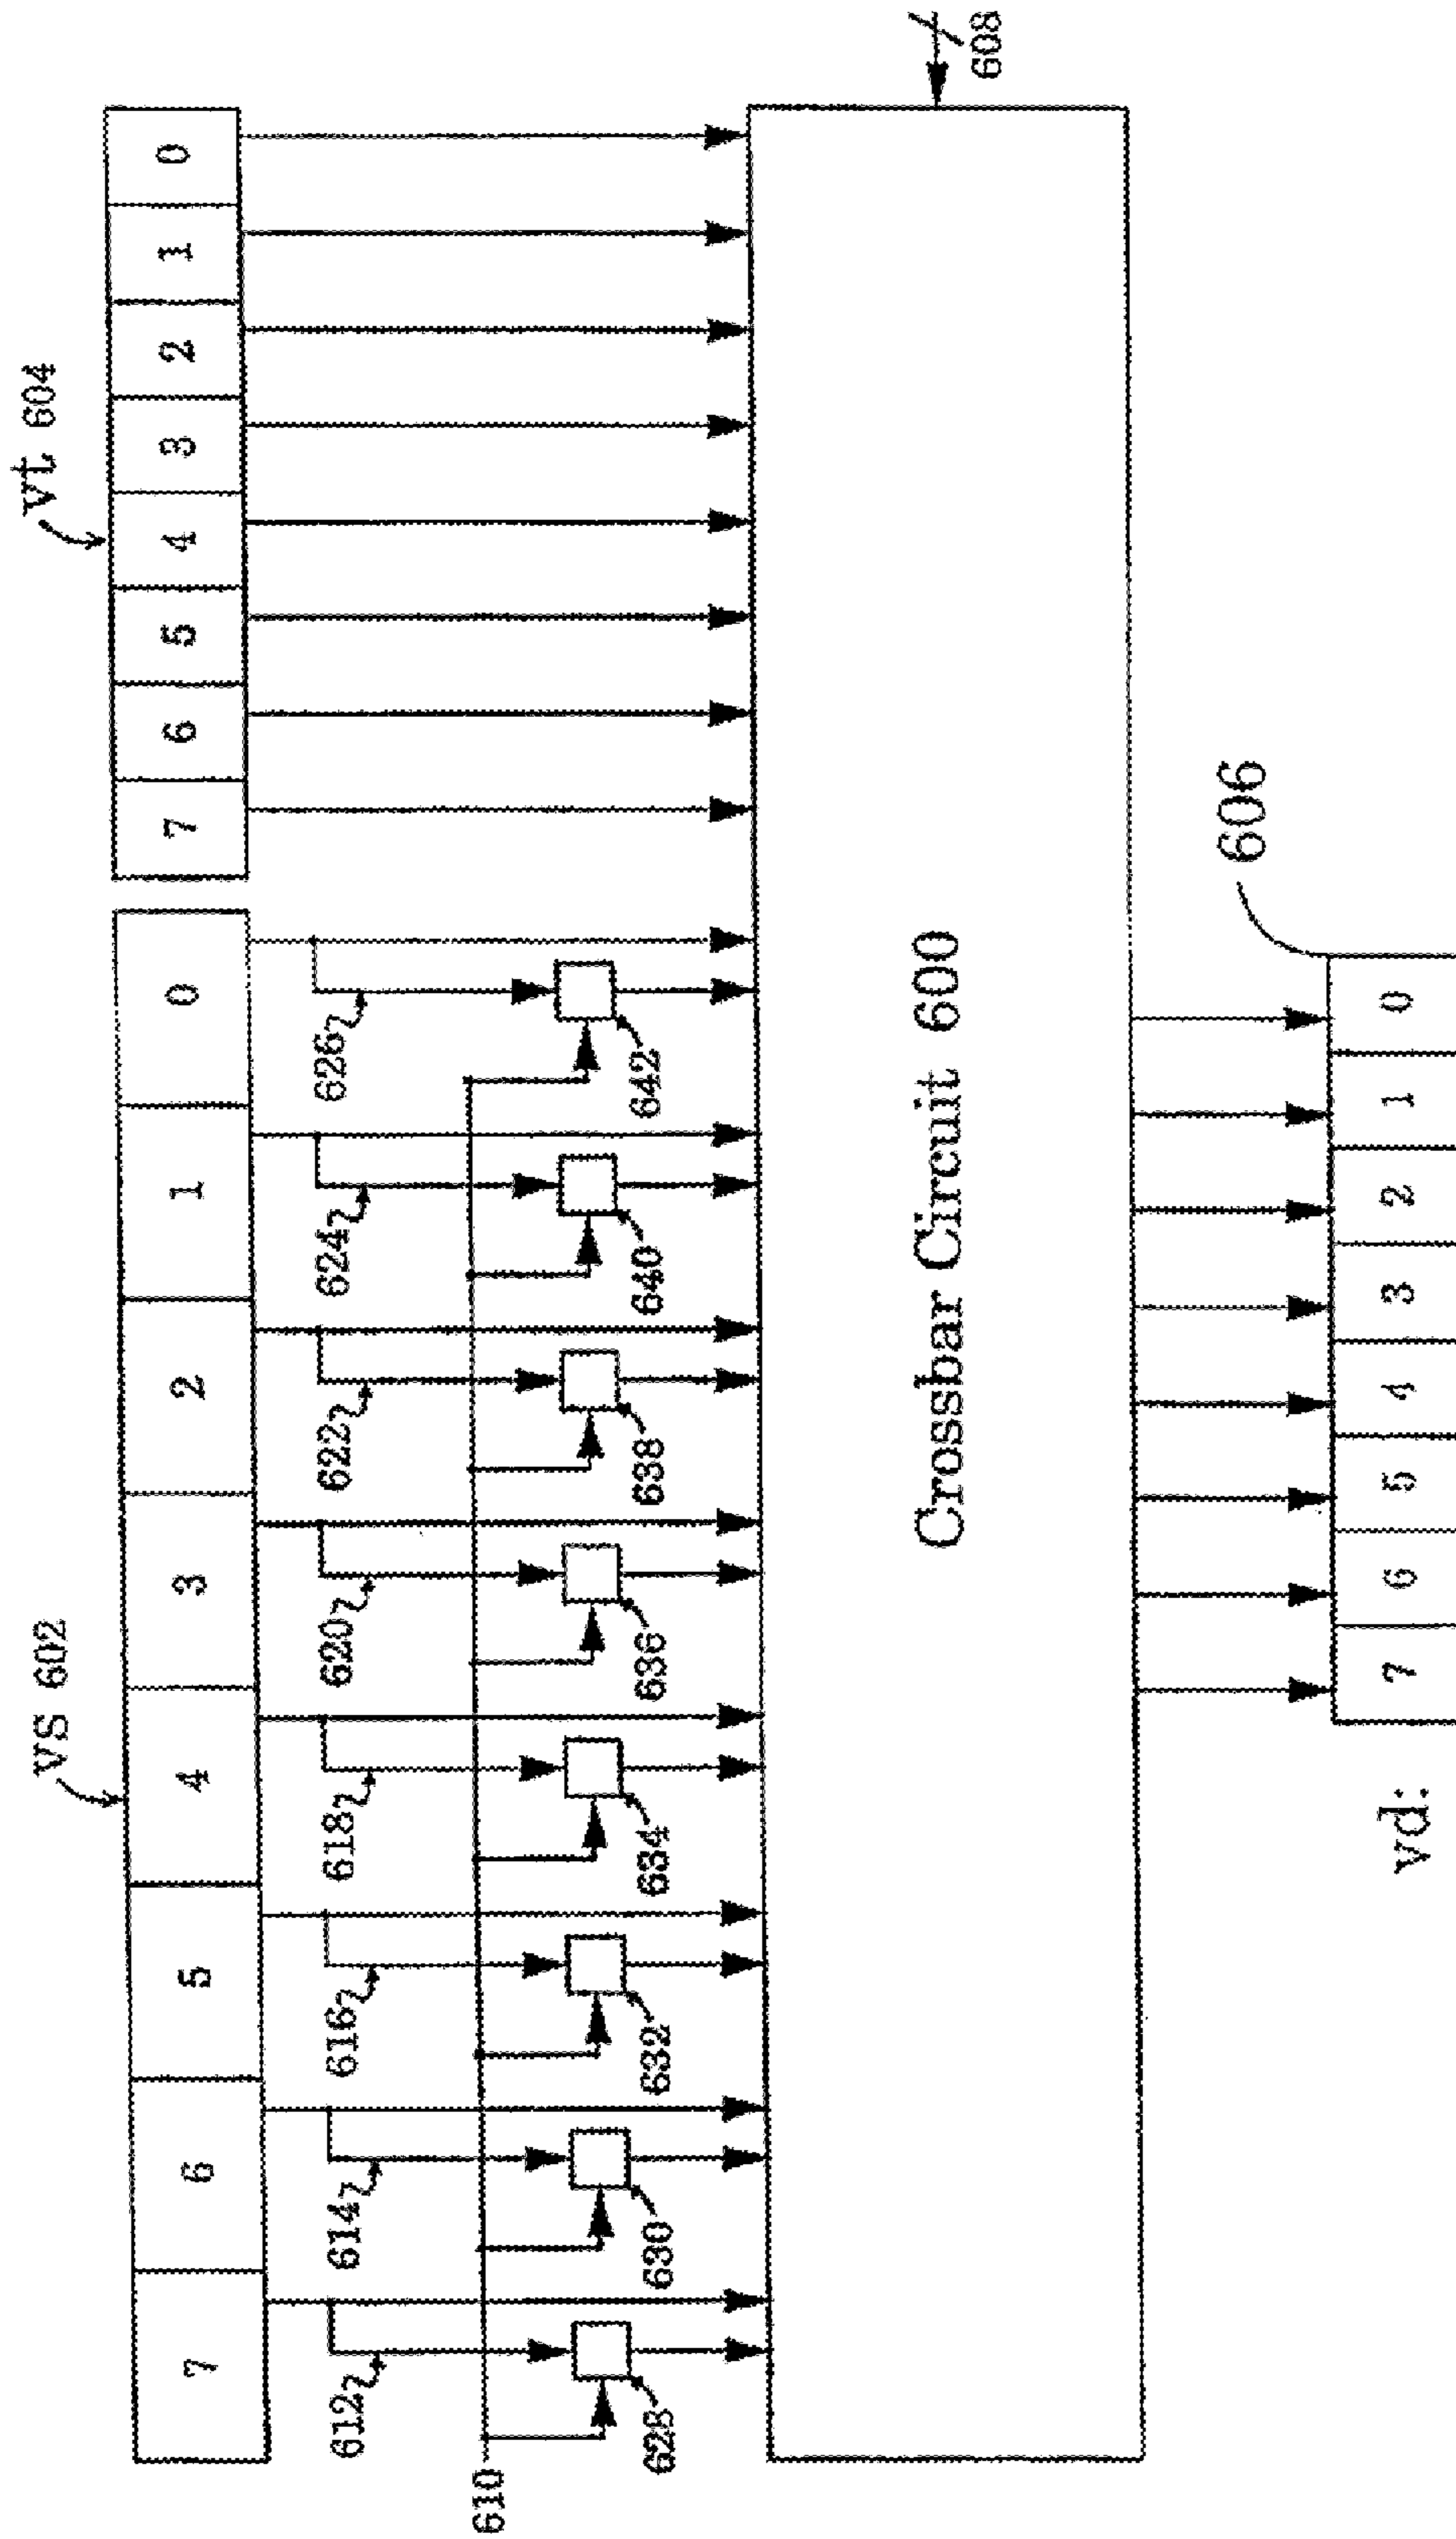 VS 602
vt 604
7 6 5 4 3 2 1 0
7 6 5 4 3 2 1 0
612 614 616 618 620 622 624 626
610
628 630 632 634 636 638 640 642
Crossbar Circuit 600
608
606
vd: 7 6 5 4 3 2 1 0